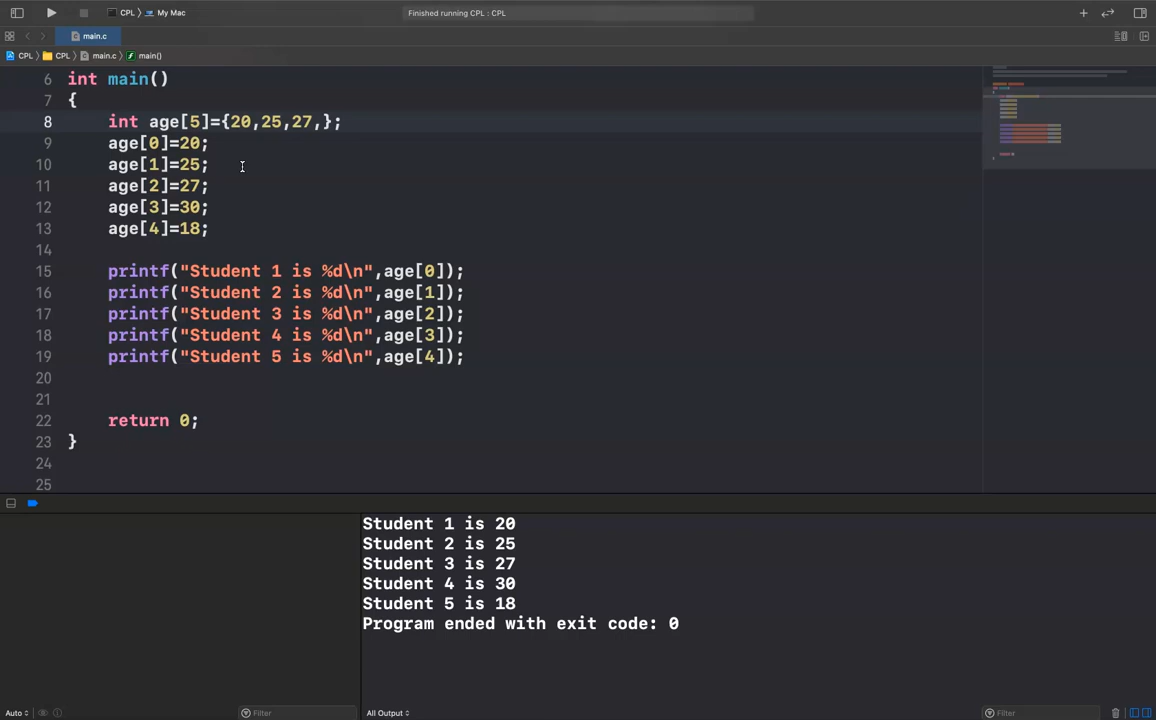 CPL 〉 My Mac
Finished running CPL : CPL
main.c
CPL 〉 CPL 〉 main.c 〉 main()
6 int main()
7 {
8 int age[5]={20,25,27,};
9 age[0]=20;
10 age[1]=25;
11 age[2]=27;
12 age[3]=30;
13 age[4]=18;
14
15 printf("Student 1 is %d\n",age[0]);
16 printf("Student 2 is %d\n",age[1]);
17 printf("Student 3 is %d\n",age[2]);
18 printf("Student 4 is %d\n",age[3]);
19 printf("Student 5 is %d\n",age[4]);
20
21
22 return 0;
23 }
24
25
Student 1 is 20
Student 2 is 25
Student 3 is 27
Student 4 is 30
Student 5 is 18
Program ended with exit code: 0
Auto Filter All Output Filter